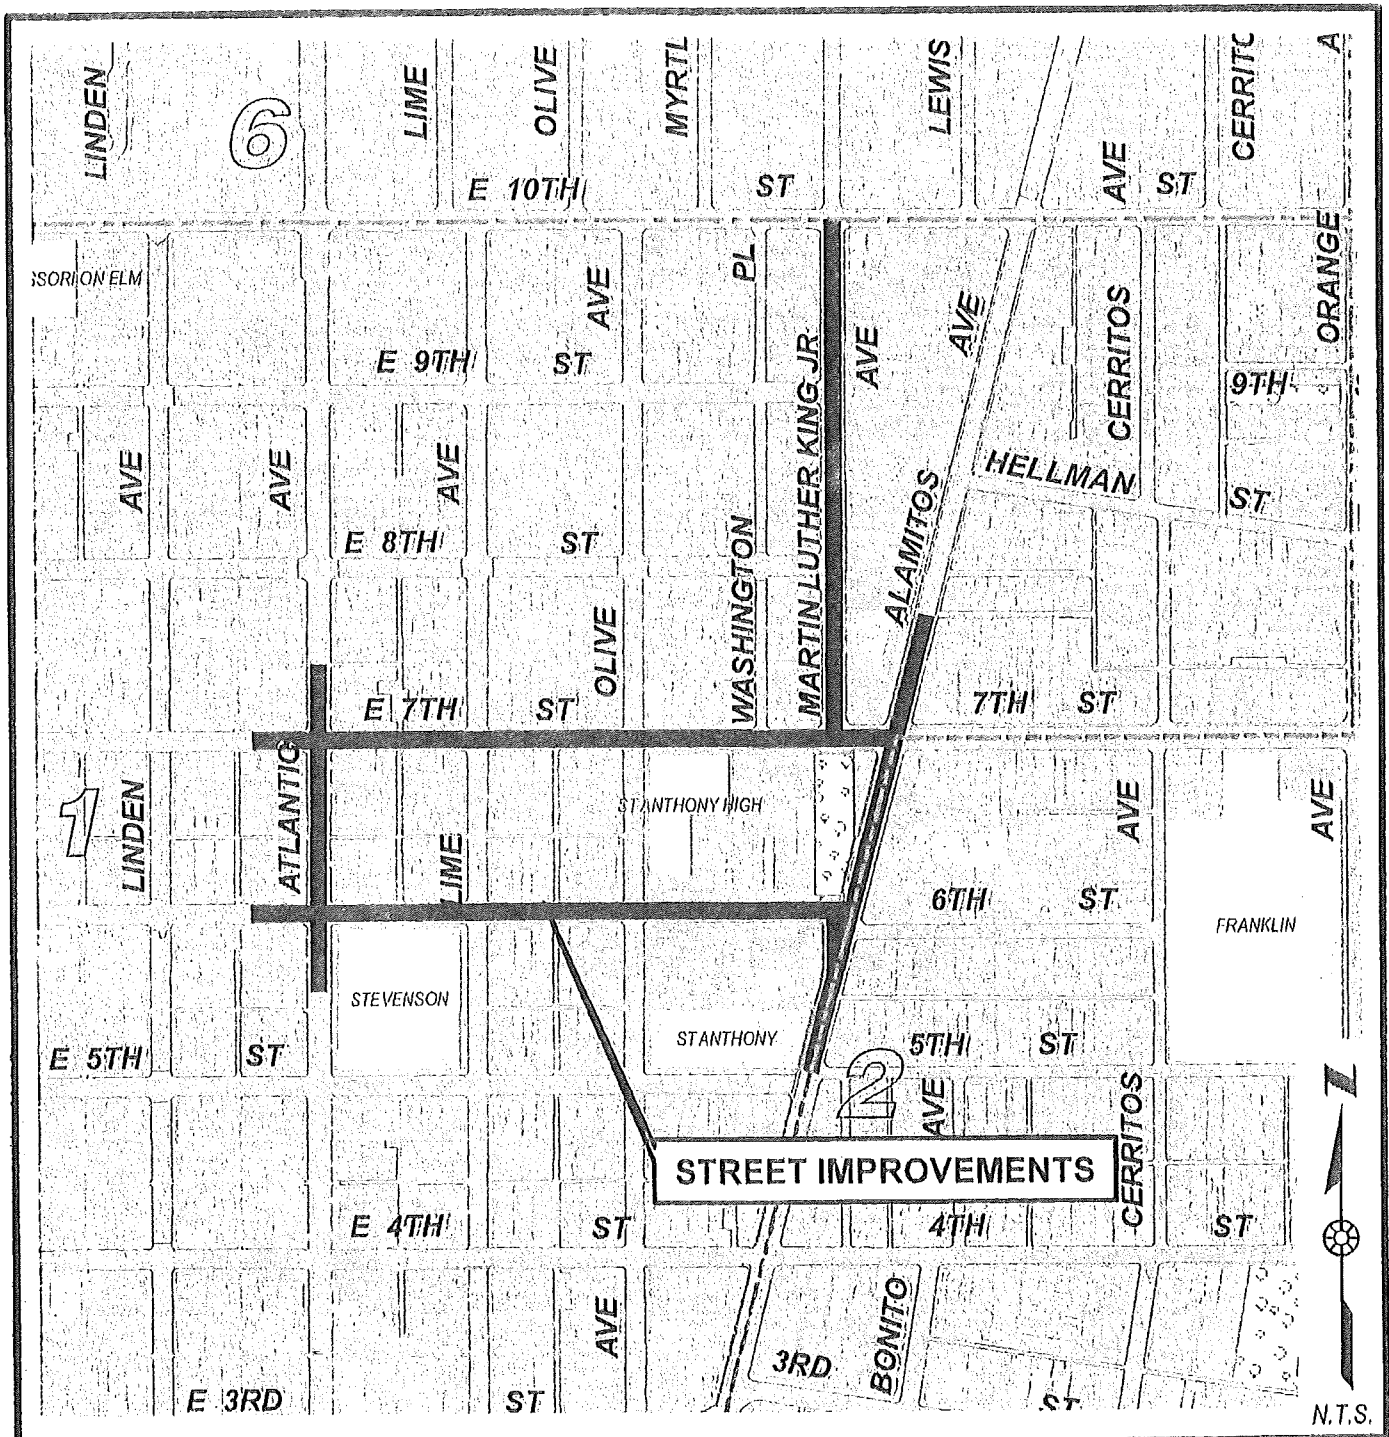 LINDEN
6
LIME
OLIVE
MYRTL
LEWIS
CERRITO
A
E 10TH ST
AVE ST
SSORI ON ELM
AVE
PL
AVE
AVE
CERRITOS
ORANGE
E 9TH ST
MARTIN LUTHER KING JR
9TH
AVE
AVE
AVE
HELLMAN
ST
E 8TH ST
WASHINGTON
ALAMITOS
OLIVE
E 7TH ST
7TH ST
1
LINDEN
ATLANTIC
LIME
ST ANTHONY HIGH
AVE
AVE
6TH ST
FRANKLIN
STEVENSON
ST ANTHONY
E 5TH ST
5TH ST
2
AVE
CERRITOS
N
STREET IMPROVEMENTS
E 4TH ST
4TH ST
AVE
BONITO
3RD
E 3RD ST
ST
N.T.S.